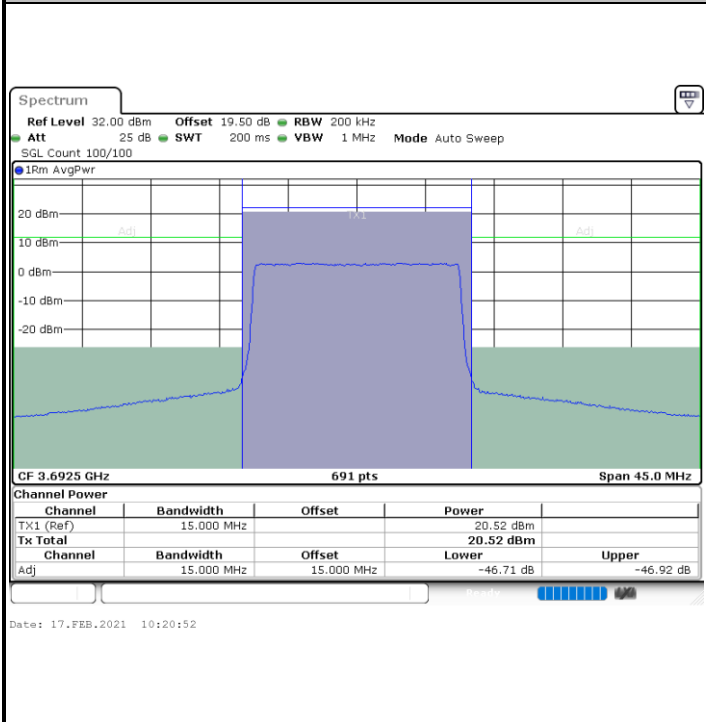 Spectrum
Ref Level 32.00 dBm Offset 19.50 dB RBW 200 kHz
Att 25 dB SWT 200 ms VBW 1 MHz Mode Auto Sweep
SGL Count 100/100
1Rm AvgPwr
20 dBm
TX1
Adj Adj
10 dBm
0 dBm
-10 dBm
-20 dBm
CF 3.6925 GHz 691 pts Span 45.0 MHz
Channel Power
Channel Bandwidth Offset Power
TX1 (Ref) 15.000 MHz 20.52 dBm
Tx Total 20.52 dBm
Channel Bandwidth Offset Lower Upper
Adj 15.000 MHz 15.000 MHz -46.71 dB -46.92 dB
Ready
Date: 17.FEB.2021 10:20:52